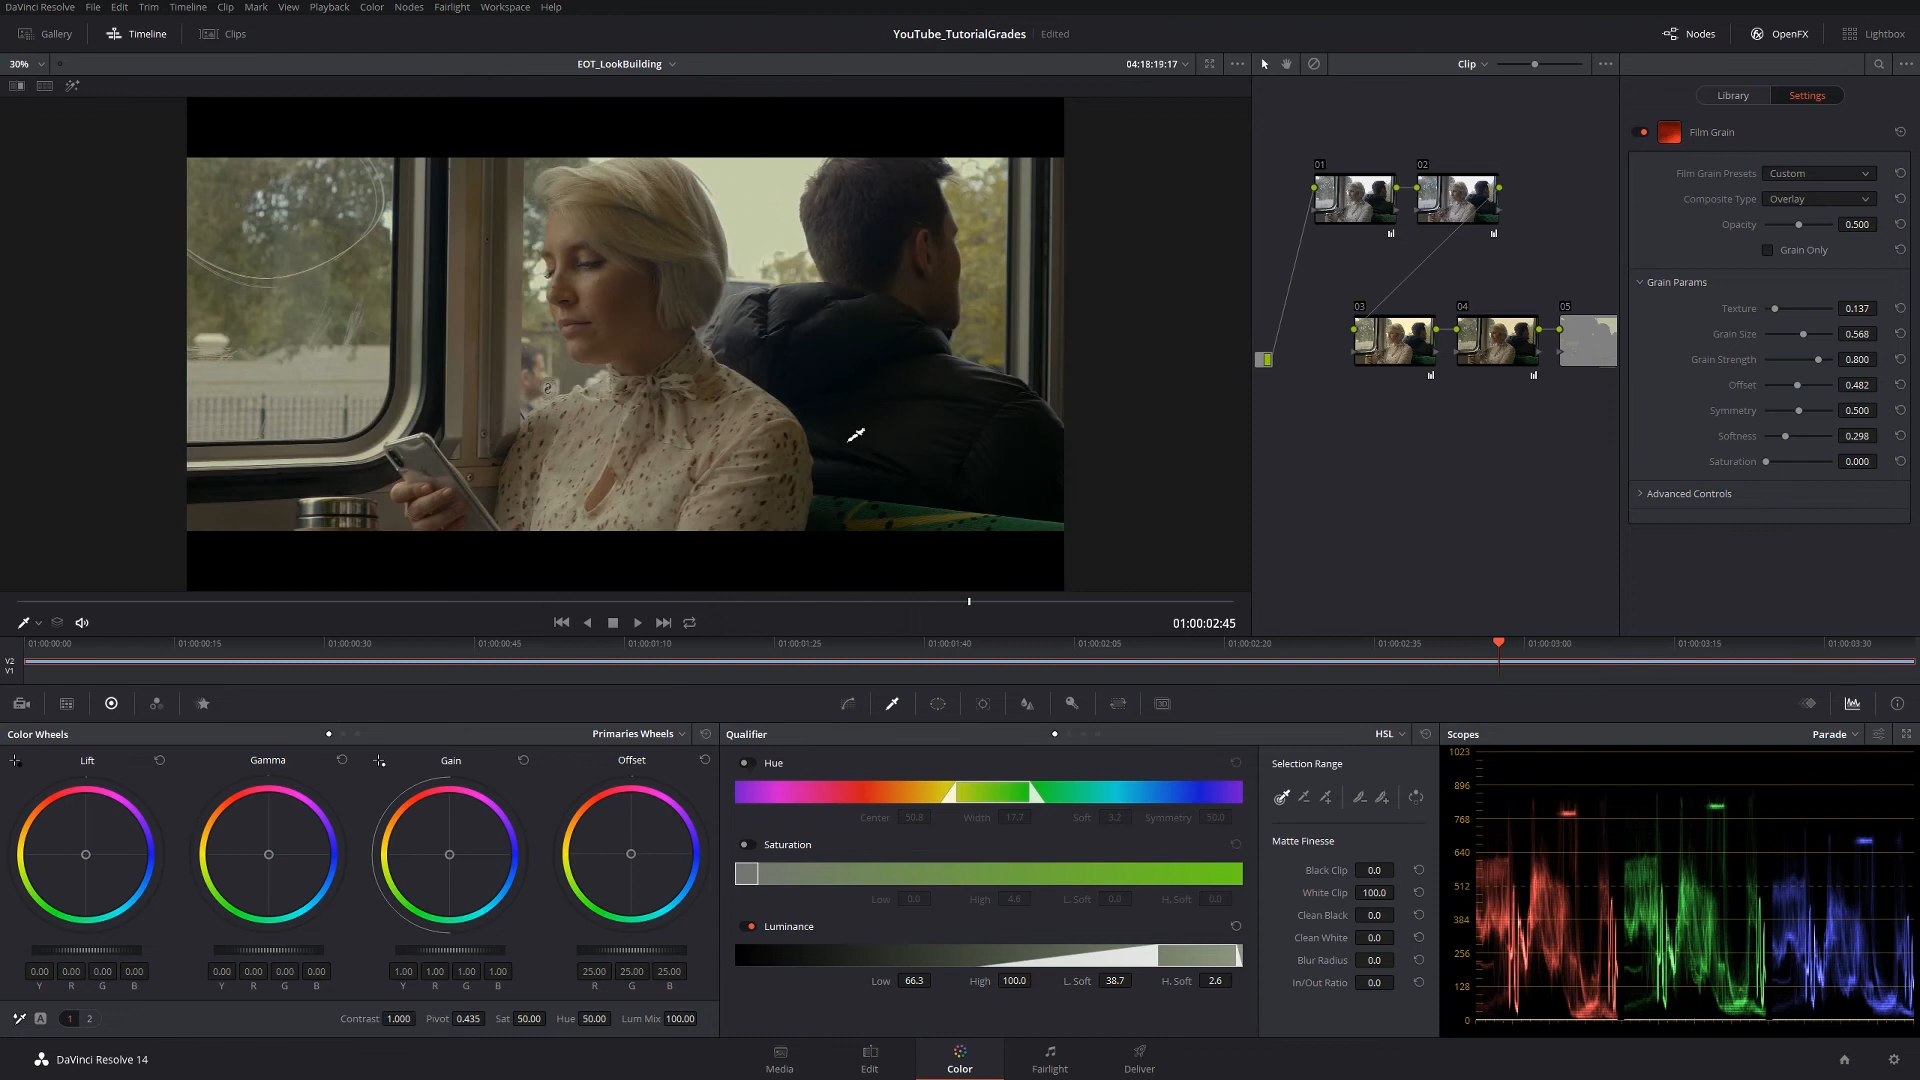 DaVinci Resolve File Edit Trim Timeline Clip Mark View Playback Color Nodes Fairlight Workspace Help
Gallery Timeline Clips YouTube_TutorialGrades Edited Nodes OpenFX Lightbox
30% EOT_LookBuilding 04:18:19:17 Clip
Library Settings
Film Grain
01 02
Film Grain Presets Custom
Composite Type Overlay
Opacity 0.500
Grain Only
Grain Params
03 04 05
Texture 0.137
Grain Size 0.568
Grain Strength 0.800
Offset 0.482
Symmetry 0.500
Softness 0.298
Saturation 0.000
Advanced Controls
01:00:02:45
01:00:00:00 01:00:00:15 01:00:00:30 01:00:00:45 01:00:01:10 01:00:01:25 01:00:01:40 01:00:02:05 01:00:02:20 01:00:02:35 01:00:03:00 01:00:03:15 01:00:03:30
V2
V1
Color Wheels Primaries Wheels Qualifier HSL Scopes Parade
Lift Gamma Gain Offset
Hue
Center 50.8 Width 17.7 Soft 3.2 Symmetry 50.0
Saturation
Low 0.0 High 4.6 L. Soft 0.0 H. Soft 0.0
Luminance
Low 66.3 High 100.0 L. Soft 38.7 H. Soft 2.6
Selection Range
Matte Finesse
Black Clip 0.0
White Clip 100.0
Clean Black 0.0
Clean White 0.0
Blur Radius 0.0
In/Out Ratio 0.0
1023
896
768
640
512
384
256
128
0
0.00 0.00 0.00 0.00 0.00 0.00 0.00 0.00 1.00 1.00 1.00 1.00 25.00 25.00 25.00
Y R G B Y R G B Y R G B R G B
A 1 2 Contrast 1.000 Pivot 0.435 Sat 50.00 Hue 50.00 Lum Mix 100.00
DaVinci Resolve 14 Media Edit Color Fairlight Deliver